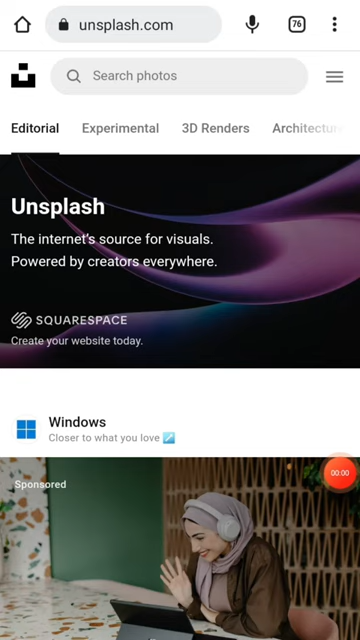 unsplash.com
76
Search photos
Editorial Experimental 3D Renders Architecture
Unsplash
The internet's source for visuals.
Powered by creators everywhere.
SQUARESPACE
Create your website today.
Windows
Closer to what you love
00:00
Sponsored